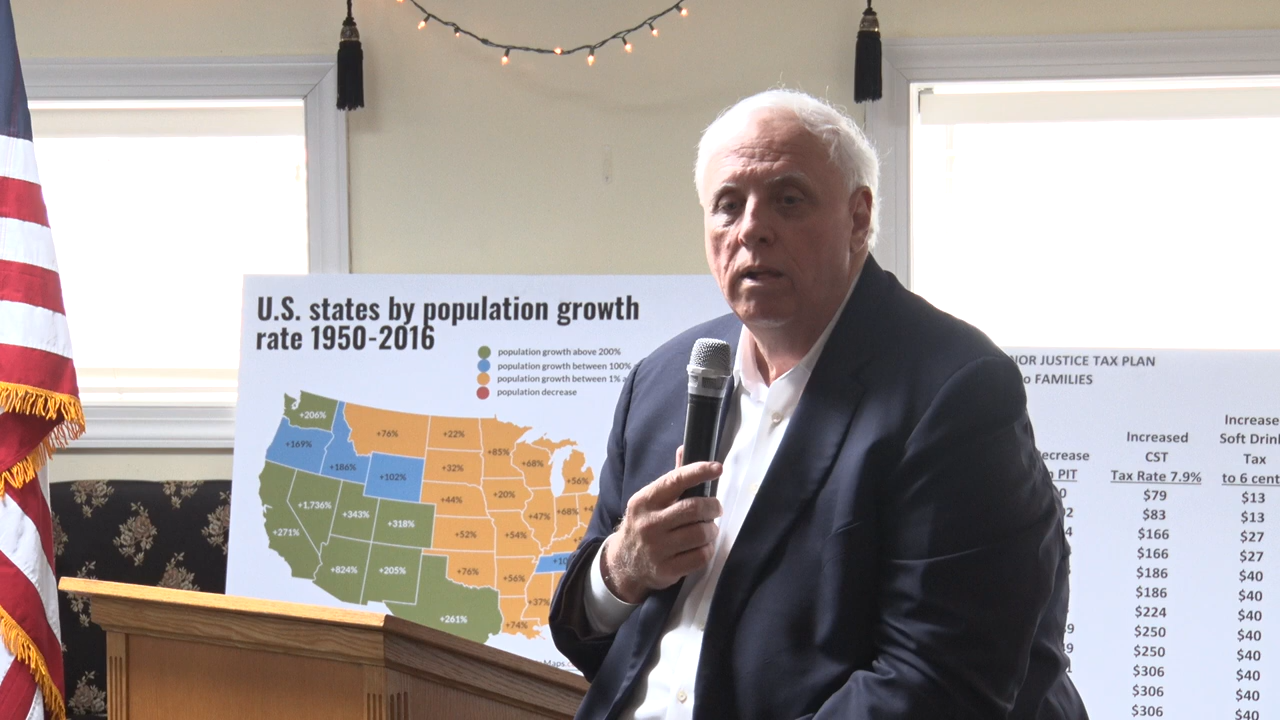 U.S. states by population growth
rate 1950-2016
population growth above 200%
population growth between 100%
population growth between 1% a
population decrease
+206%
+169%
+186%
+76%
+102%
+22%
+32%
+44%
+52%
+76%
+85%
+20%
+54%
+56%
+37%
+74%
+68%
+47%
+68%
+56%
+271%
+1,736%
+343%
+318%
+824%
+205%
+261%
Maps.c
NOR JUSTICE TAX PLAN
o FAMILIES
ecrease
PIT
Increased
CST
Tax Rate 7.9%
$79
$83
$166
$166
$186
$186
$224
$250
$250
$306
$306
$306
Increase
Soft Drin
Tax
to 6 cent
$13
$13
$27
$27
$40
$40
$40
$40
$40
$40
$40
$40